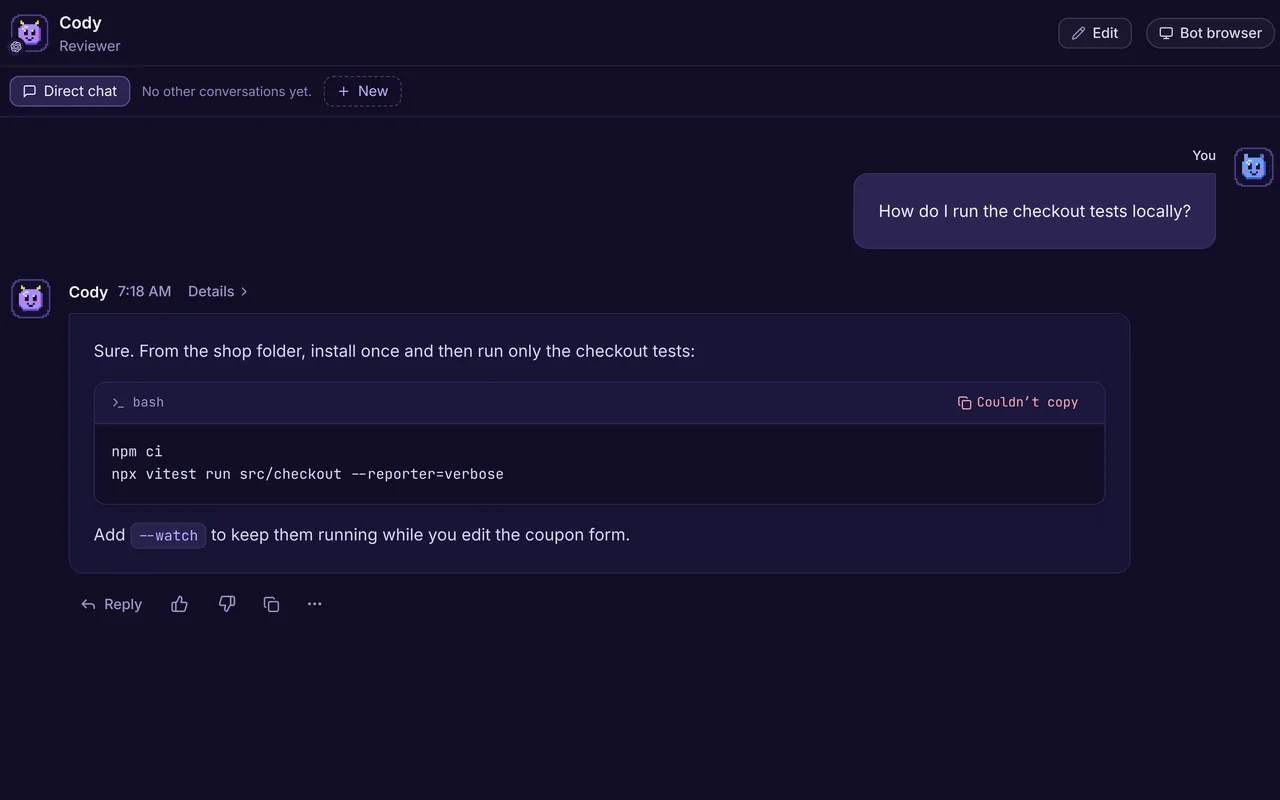 Cody
Reviewer
Edit
Bot browser
Direct chat
No other conversations yet.
+ New
You
How do I run the checkout tests locally?
Cody 7:18 AM Details >
Sure. From the shop folder, install once and then run only the checkout tests:
>_ bash
Couldn’t copy
npm ci
npx vitest run src/checkout --reporter=verbose
Add --watch to keep them running while you edit the coupon form.
Reply